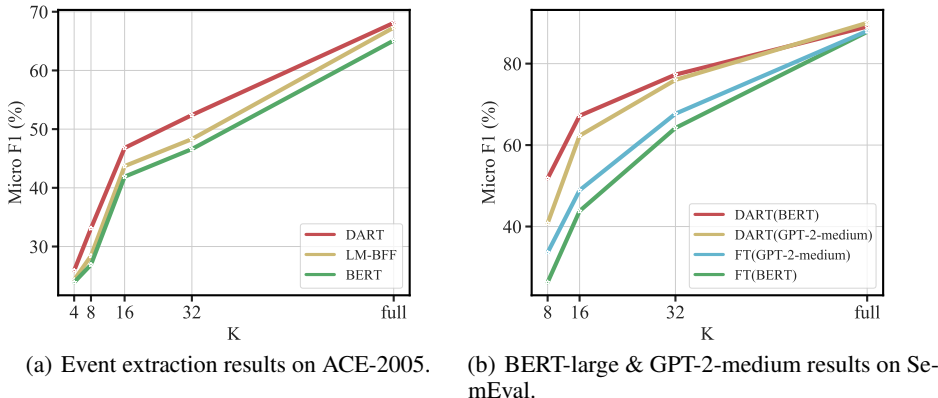 70
60
50
40
30
Micro F1 (%)
DART
LM-BFF
BERT
4 8 16 32 full
K
(a) Event extraction results on ACE-2005.
80
60
40
Micro F1 (%)
DART(BERT)
DART(GPT-2-medium)
FT(GPT-2-medium)
FT(BERT)
8 16 32 full
K
(b) BERT-large & GPT-2-medium results on Se-
mEval.